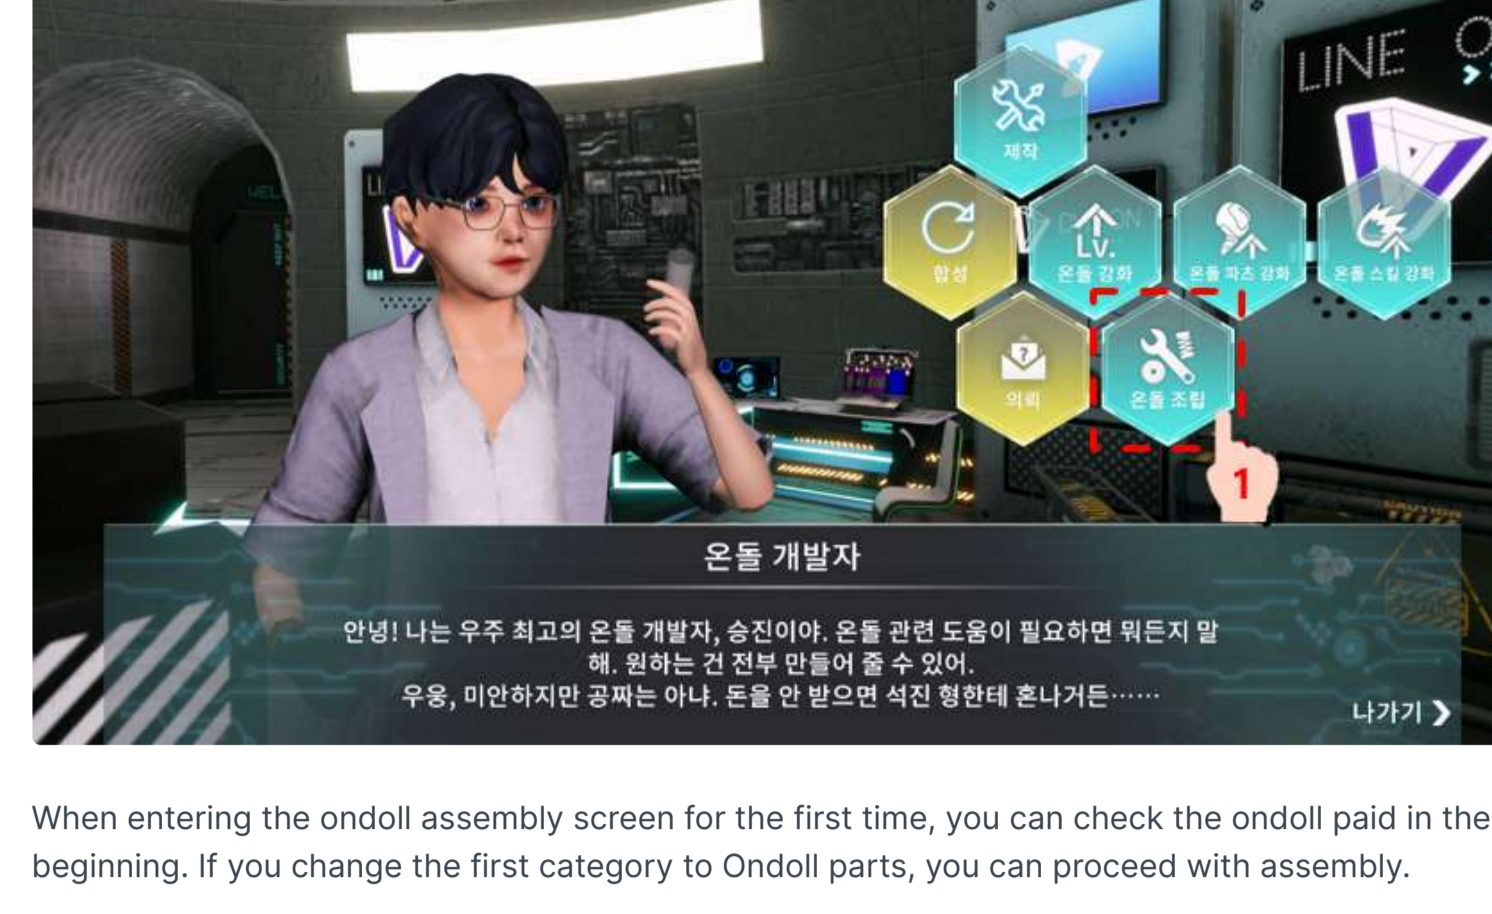 LINE
제작
합성
Lv.
온돌 강화
온돌 파츠 강화
온돌 스킬 강화
의뢰
온돌 조립
1
온돌 개발자
안녕! 나는 우주 최고의 온돌 개발자, 승진이야. 온돌 관련 도움이 필요하면 뭐든지 말
해. 원하는 건 전부 만들어 줄 수 있어.
우웅, 미안하지만 공짜는 아냐. 돈을 안 받으면 석진 형한테 혼나거든······
나가기
When entering the ondoll assembly screen for the first time, you can check the ondoll paid in the
beginning. If you change the first category to Ondoll parts, you can proceed with assembly.